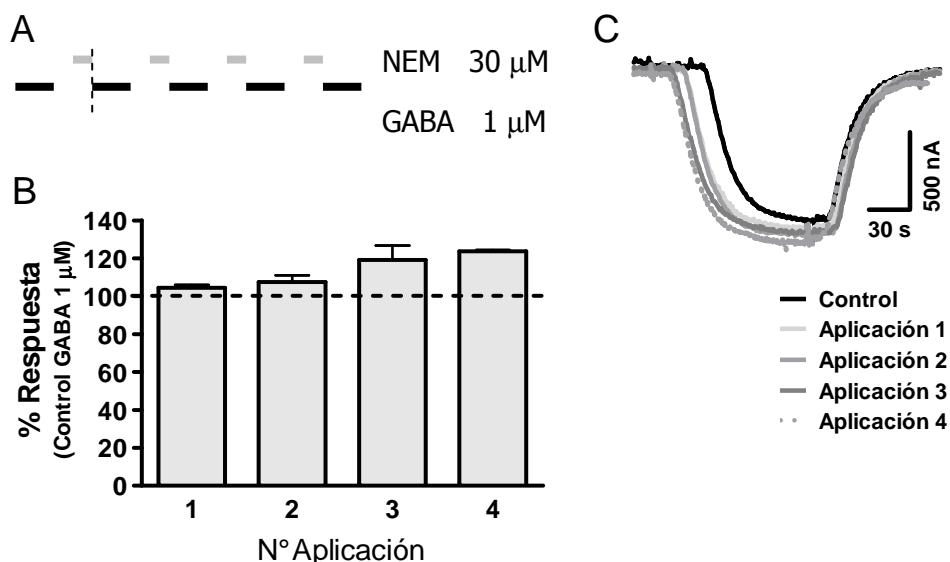 A
NEM 30 µM
GABA 1 µM
B
% Respuesta
(Control GABA 1 µM)
140
120
100
80
60
40
20
0
1 2 3 4
N° Aplicación
C
500 nA
30 s
Control
Aplicación 1
Aplicación 2
Aplicación 3
Aplicación 4